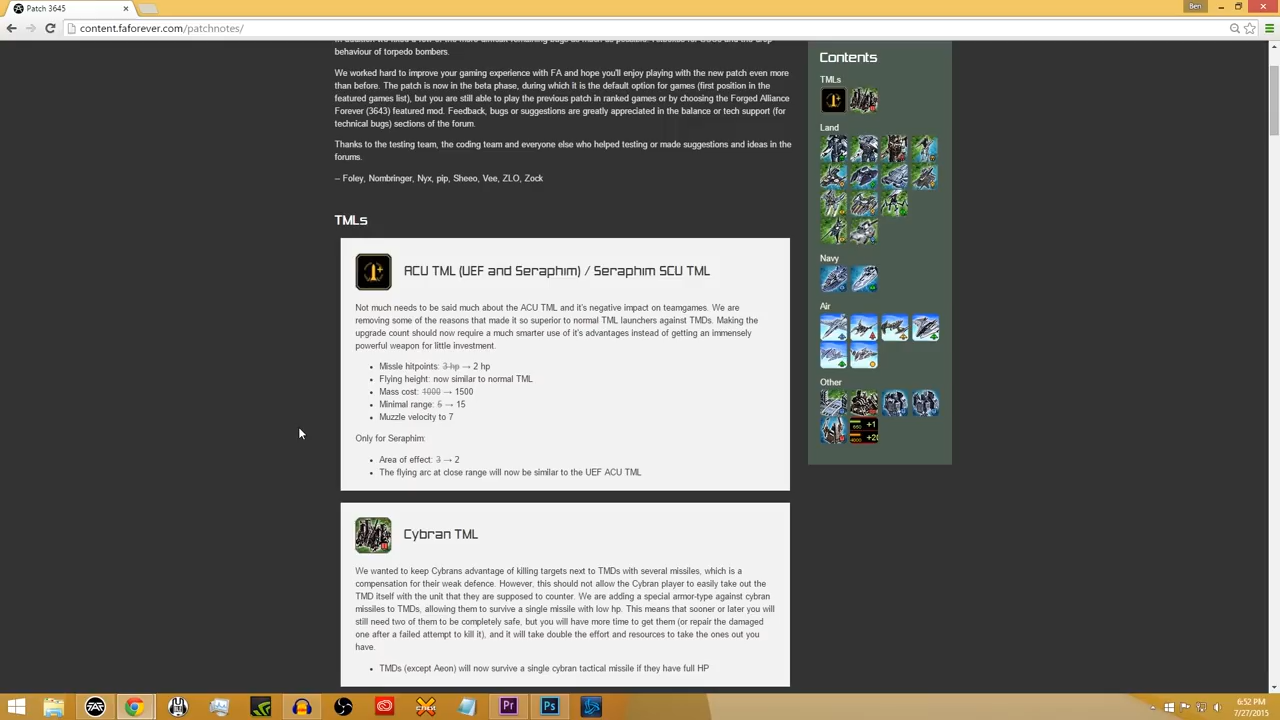 Patch 3645
Ben
content.faforever.com/patchnotes/
behaviour of torpedo bombers.
We worked hard to improve your gaming experience with FA and hope you'll enjoy playing with the new patch even more
than before. The patch is now in the beta phase, during which it is the default option for games (first position in the
featured games list), but you are still able to play the previous patch in ranked games or by choosing the Forged Alliance
Forever (3643) featured mod. Feedback, bugs or suggestions are greatly appreciated in the balance or tech support (for
technical bugs) sections of the forum.
Thanks to the testing team, the coding team and everyone else who helped testing or made suggestions and ideas in the
forums.
– Foley, Nombringer, Nyx, pip, Sheeo, Vee, ZLO, Zock
TMLs
ACU TML (UEF and Seraphim) / Seraphim SCU TML
Not much needs to be said much about the ACU TML and it's negative impact on teamgames. We are
removing some of the reasons that made it so superior to normal TML launchers against TMDs. Making the
upgrade count should now require a much smarter use of it's advantages instead of getting an immensely
powerful weapon for little investment.
• Missle hitpoints: 3 hp → 2 hp
• Flying height: now similar to normal TML
• Mass cost: 1000 → 1500
• Minimal range: 5 → 15
• Muzzle velocity to 7
Only for Seraphim:
• Area of effect: 3 → 2
• The flying arc at close range will now be similar to the UEF ACU TML
Cybran TML
We wanted to keep Cybrans advantage of killing targets next to TMDs with several missiles, which is a
compensation for their weak defence. However, this should not allow the Cybran player to easily take out the
TMD itself with the unit that they are supposed to counter. We are adding a special armor-type against cybran
missiles to TMDs, allowing them to survive a single missile with low hp. This means that sooner or later you will
still need two of them to be completely safe, but you will have more time to get them (or repair the damaged
one after a failed attempt to kill it), and it will take double the effort and resources to take the ones out you
have.
• TMDs (except Aeon) will now survive a single cybran tactical missile if they have full HP
Contents
TMLs
Land
Navy
Air
Other
+1
Pr
Ps
6:52 PM
7/27/2015